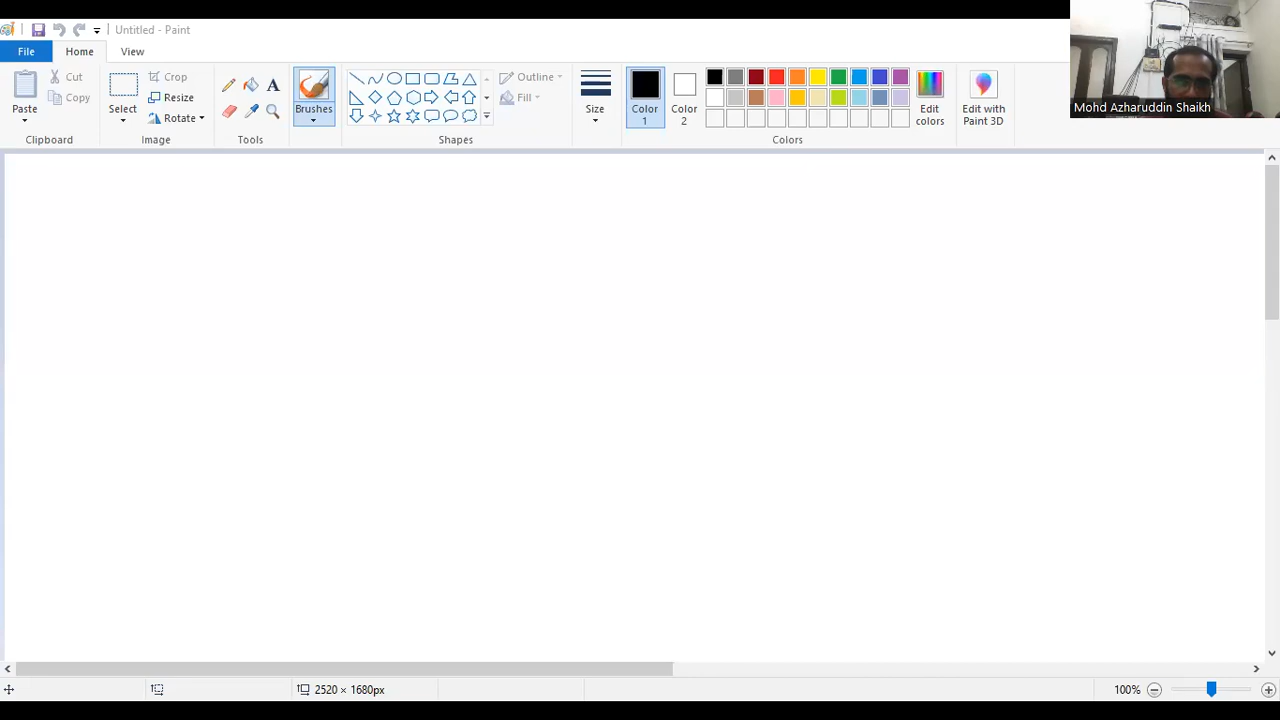 Untitled - Paint
File Home View
Paste
Cut
Copy
Clipboard
Select
Crop
Resize
Rotate
Image
A
Tools
Brushes
Shapes
Outline
Fill
Size
Color 1
Color 2
Colors
Edit colors
Edit with Paint 3D
Mohd Azharuddin Shaikh
2520 × 1680px
100%